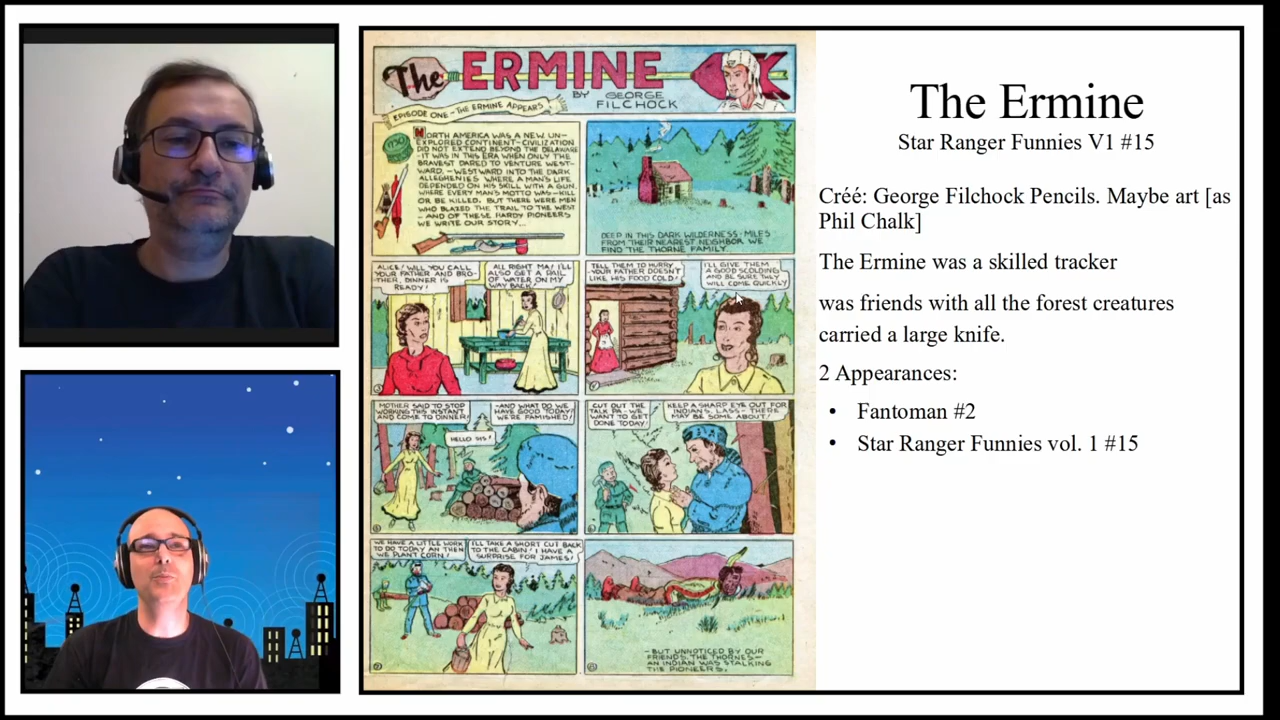 The ERMINE
BY GEORGE
FILCHOCK
EPISODE ONE - THE ERMINE APPEARS
1750
NORTH AMERICA WAS A NEW UN-
EXPLORED CONTINENT-CIVILIZATION
DID NOT EXTEND BEYOND THE DELAWARE
-IT WAS IN THIS ERA WHEN ONLY THE
BRAVEST DARED TO VENTURE WEST-
WARD, -WESTWARD INTO THE DARK
ALLEGHENIES WHERE A MAN'S LIFE
DEPENDED ON HIS SKILL WITH A GUN,
WHERE EVERY MAN'S MOTTO WAS-KILL
OR BE KILLED. BUT THERE WERE MEN
WHO BLAZED THE TRAIL TO THE WEST
-AND OF THESE HARDY PIONEERS
WE WRITE OUR STORY...
DEEP IN THIS DARK WILDERNESS-MILES
FROM THEIR NEAREST NEIGHBOR WE
FIND THE THORNE FAMILY.
ALICE! WILL YOU CALL
YOUR FATHER AND BRO-
THER, DINNER IS
READY!
ALL RIGHT MA! I'LL
ALSO GET A PAIL
OF WATER ON MY
WAY BACK!
TELL THEM TO HURRY
-YOUR FATHER DOESN'T
LIKE HIS FOOD COLD!
I'LL GIVE THEM
A GOOD SCOLDING
AND BE SURE THEY
WILL COME QUICKLY
MOTHER SAID TO STOP
WORKING THIS INSTANT
AND COME TO DINNER!
-AND WHAT DO WE
HAVE GOOD TODAY?
WE'RE FAMISHED!
HELLO SIS!
CUT OUT THE
TALK PA-WE
WANT TO GET
DONE TODAY!
KEEP A SHARP EYE OUT FOR
INDIANS, LASS-THERE
MAY BE SOME ABOUT!
WE HAVE A LITTLE WORK
TO DO TODAY AN THEN
WE PLANT CORN!
I'LL TAKE A SHORT CUT BACK
TO THE CABIN! I HAVE A
SURPRISE FOR JAMES!
-BUT UNNOTICED BY OUR
FRIENDS, THE THORNES-
AN INDIAN WAS STALKING
THE PIONEERS.
The Ermine
Star Ranger Funnies V1 #15
Créé: George Filchock Pencils. Maybe art [as
Phil Chalk]
The Ermine was a skilled tracker
was friends with all the forest creatures
carried a large knife.
2 Appearances:
• Fantoman #2
• Star Ranger Funnies vol. 1 #15